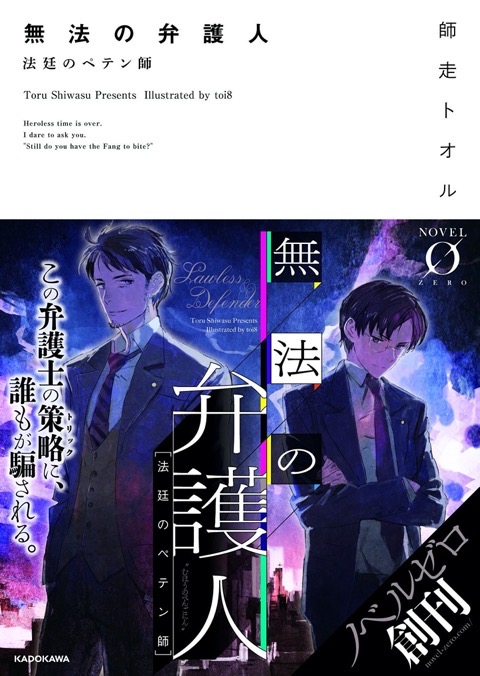 無法の弁護人
法廷のペテン師
Toru Shiwasu Presents Illustrated by toi8
Heroless time is over.
I dare to ask you.
"Still do you have the Fang to bite?"
師走トオル
NOVEL
0
ZERO
Lawless
Defender
Toru Shiwasu Presents
Illustrated by toi8
無法の
弁護人
[法廷のペテン師]
"むほうのべんごにん"
この弁護士の策略に、
トリック
誰もが騙される。
ノベルゼロ
創刊
novel-zero.com/
KADOKAWA